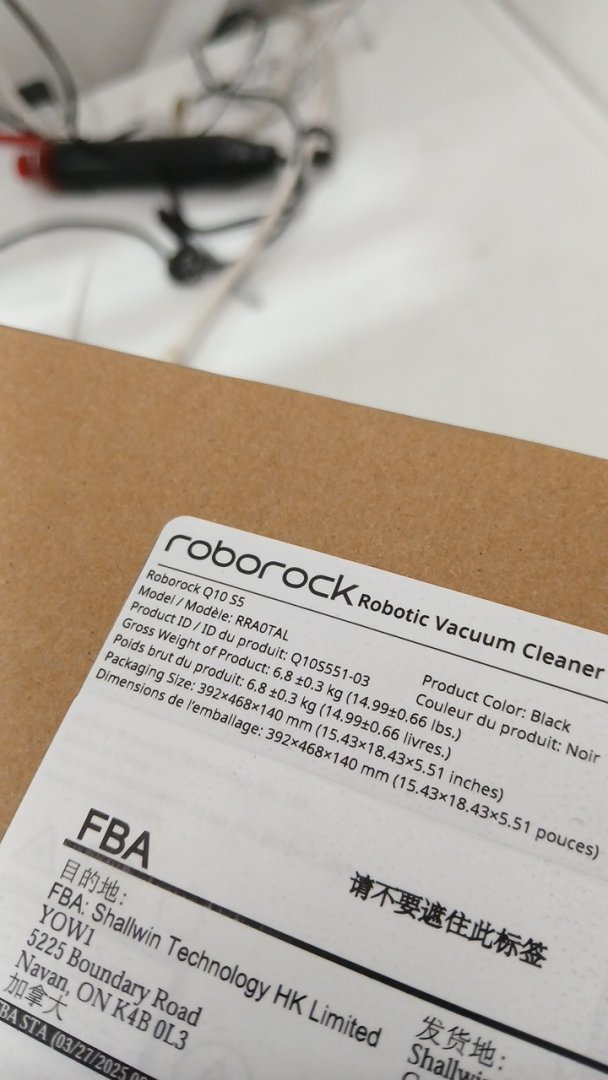 roborock Robotic Vacuum Cleaner
Roborock Q10 S5
Model / Modèle: RRA0TAL
Product ID / ID du produit: Q10S551-03
Product Color: Black
Gross Weight of Product: 6.8 ±0.3 kg (14.99±0.66 lbs.)
Couleur du produit: Noir
Poids brut du produit: 6.8 ±0.3 kg (14.99±0.66 livres.)
Packaging Size: 392×468×140 mm (15.43×18.43×5.51 inches)
Dimensions de l'emballage: 392×468×140 mm (15.43×18.43×5.51 pouces)
FBA
请不要遮住此标签
目的地:
FBA: Shallwin Technology HK Limited
YOW1
5225 Boundary Road
Navan, ON K4B 0L3
加拿大
发货地:
FBA STA (03/27/2025